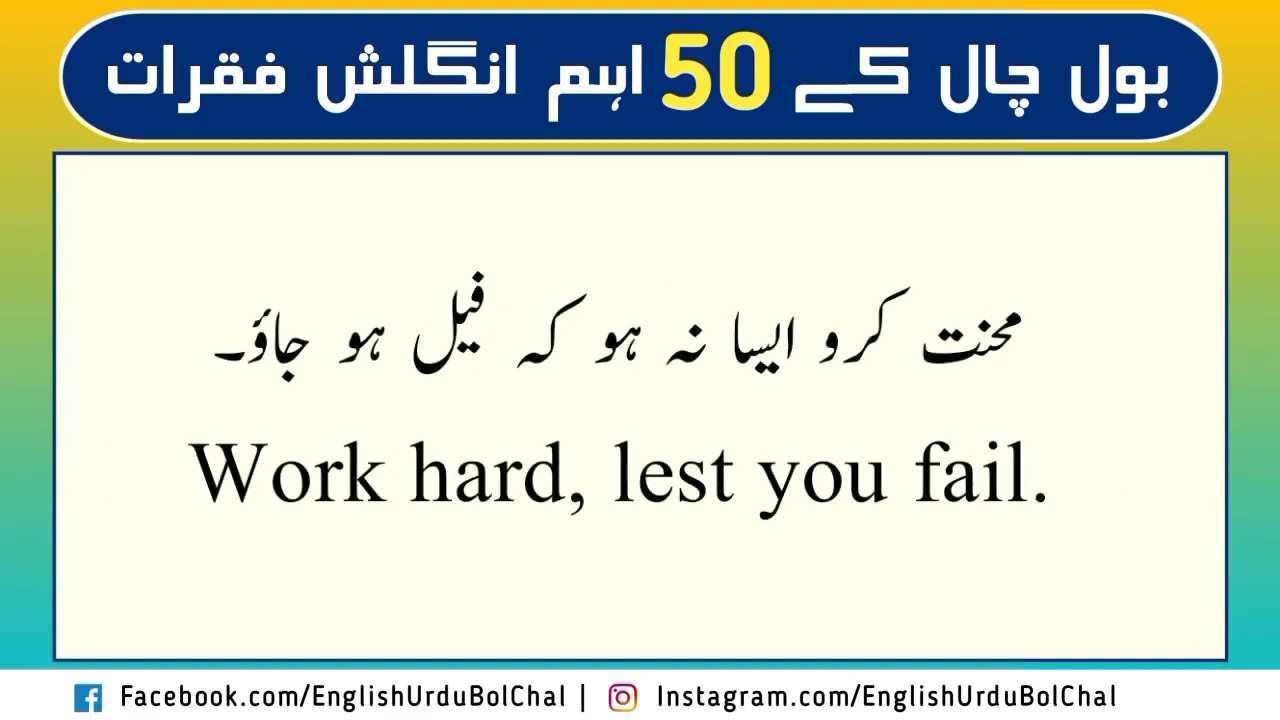 بول چال کے 50 اہم انگلش فقرات
محنت کرو ایسا نہ ہو کہ فیل ہو جاؤ۔
Work hard, lest you fail.
Facebook.com/EnglishUrduBolChal | Instagram.com/EnglishUrduBolChal